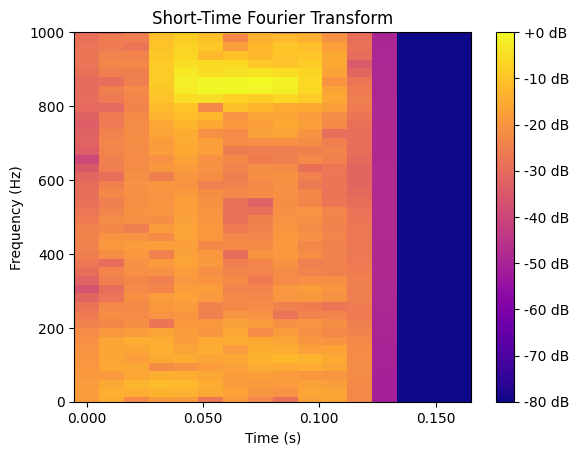 Short-Time Fourier Transform
1000
800
600
400
200
0
Frequency (Hz)
0.000
0.050
0.100
0.150
Time (s)
+0 dB
-10 dB
-20 dB
-30 dB
-40 dB
-50 dB
-60 dB
-70 dB
-80 dB